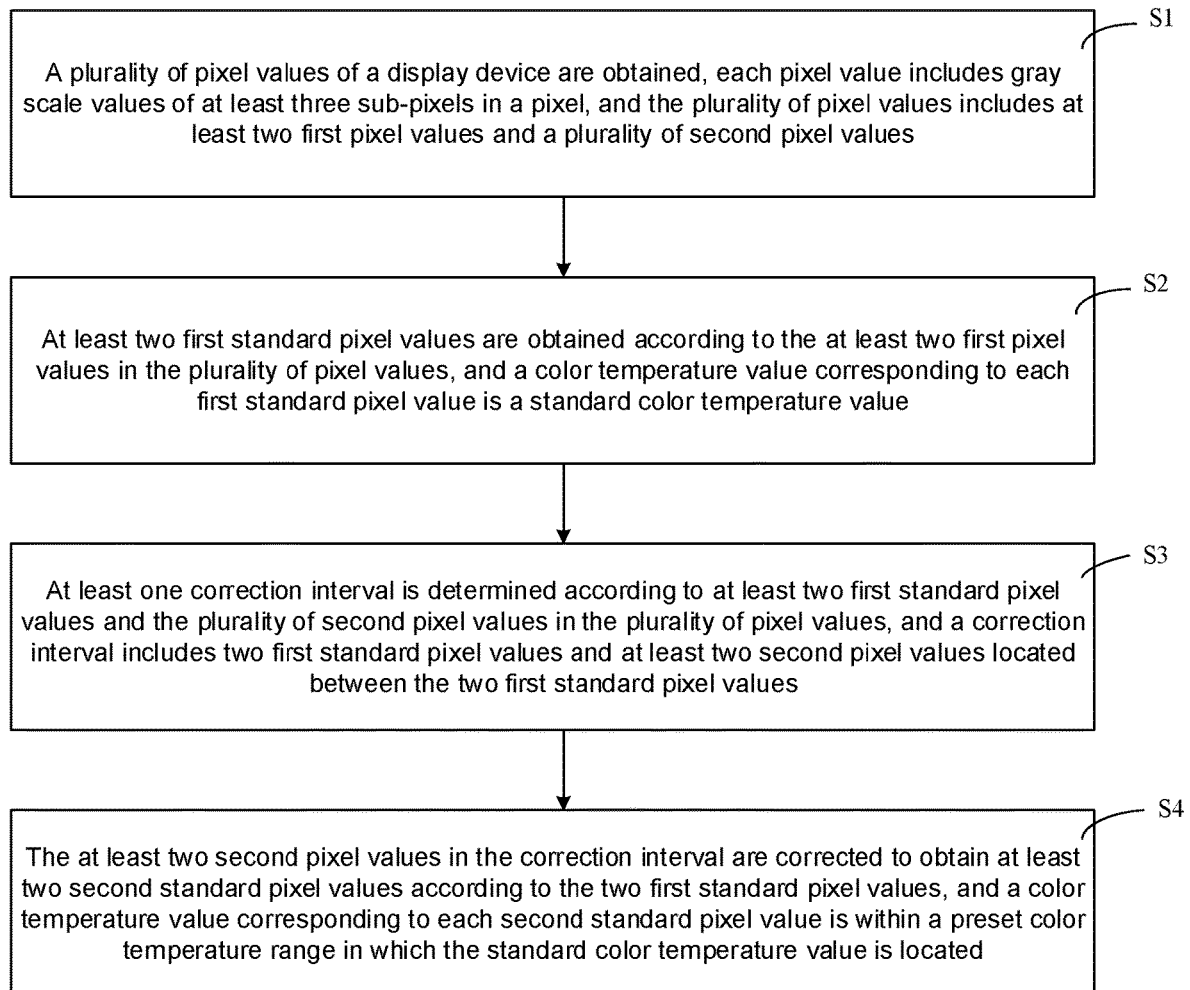 S1
A plurality of pixel values of a display device are obtained, each pixel value includes gray
scale values of at least three sub-pixels in a pixel, and the plurality of pixel values includes at
least two first pixel values and a plurality of second pixel values
S2
At least two first standard pixel values are obtained according to the at least two first pixel
values in the plurality of pixel values, and a color temperature value corresponding to each
first standard pixel value is a standard color temperature value
S3
At least one correction interval is determined according to at least two first standard pixel
values and the plurality of second pixel values in the plurality of pixel values, and a correction
interval includes two first standard pixel values and at least two second pixel values located
between the two first standard pixel values
S4
The at least two second pixel values in the correction interval are corrected to obtain at least
two second standard pixel values according to the two first standard pixel values, and a color
temperature value corresponding to each second standard pixel value is within a preset color
temperature range in which the standard color temperature value is located